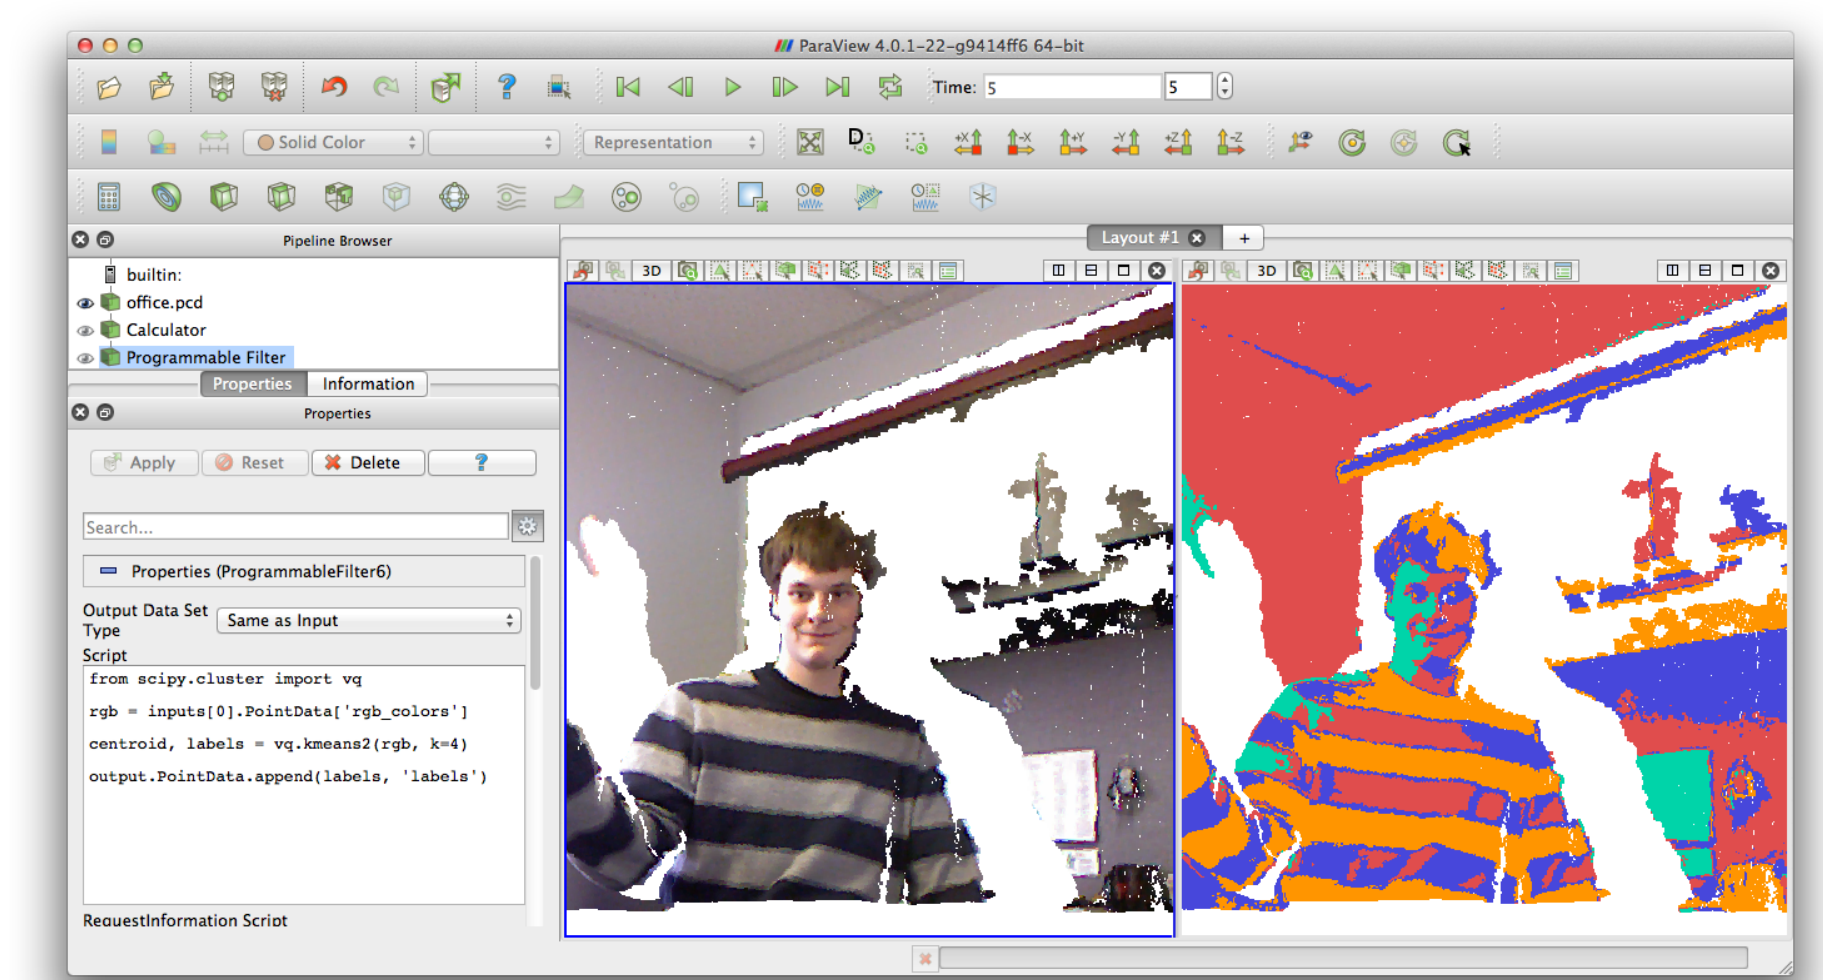 ParaView 4.0.1-22-g9414ff6 64-bit
Time: 5 5
Solid Color Representation D +X -X +Y -Y +Z -Z
Pipeline Browser
Layout #1 +
builtin:
3D
3D
office.pcd
Calculator
Programmable Filter
Properties Information
Properties
Apply Reset Delete ?
Search...
Properties (ProgrammableFilter6)
Output Data Set
Type
Same as Input
Script
from scipy.cluster import vq
rgb = inputs[0].PointData['rgb_colors']
centroid, labels = vq.kmeans2(rgb, k=4)
output.PointData.append(labels, 'labels')
RequestInformation Script